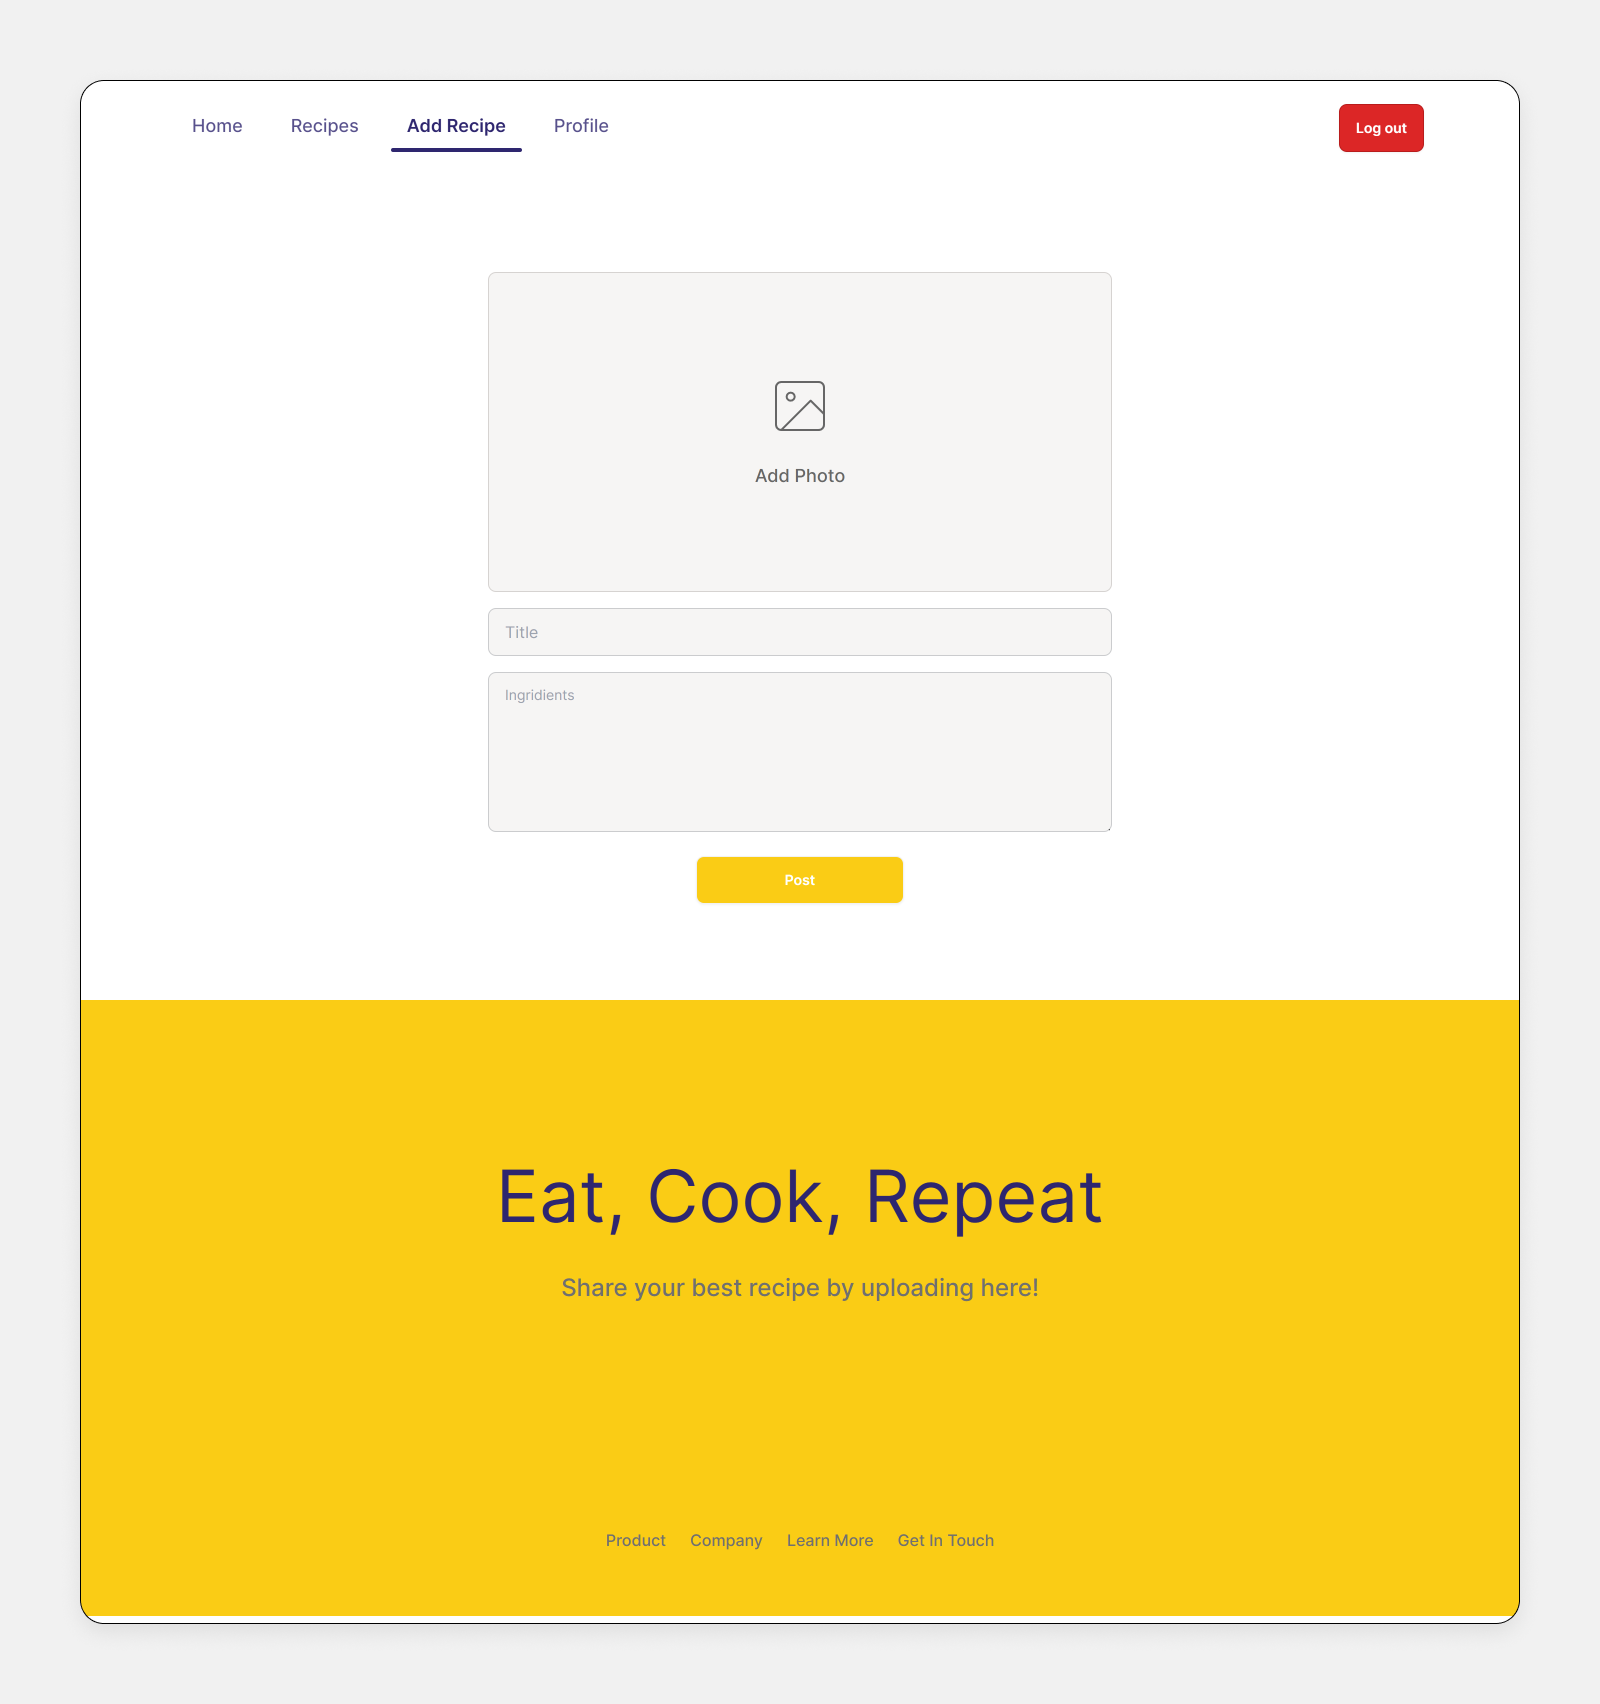 Home Recipes Add Recipe Profile Log out
Add Photo
Title
Ingridients
Post
Eat, Cook, Repeat
Share your best recipe by uploading here!
Product Company Learn More Get In Touch